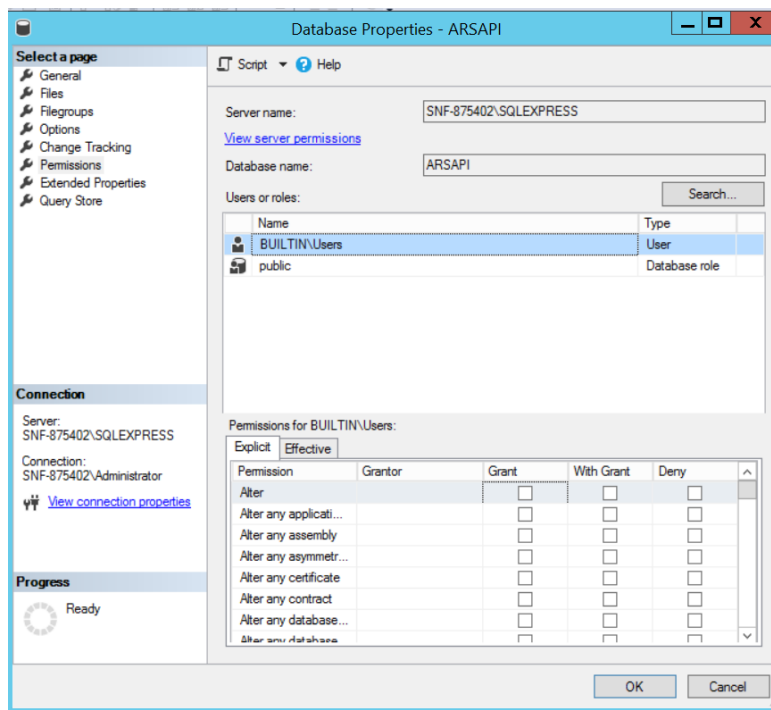 Database Properties - ARSAPI
X
Select a page
General
Files
Filegroups
Options
Change Tracking
Permissions
Extended Properties
Query Store
Script
Help
Server name:
SNF-875402\SQLEXPRESS
View server permissions
Database name:
ARSAPI
Users or roles:
Search...
Name Type
BUILTIN\Users User
public Database role
Connection
Server:
SNF-875402\SQLEXPRESS
Connection:
SNF-875402\Administrator
View connection properties
Progress
Ready
Permissions for BUILTIN\Users:
Explicit Effective
Permission Grantor Grant With Grant Deny
Alter
Alter any applicati...
Alter any assembly
Alter any asymmetr...
Alter any certificate
Alter any contract
Alter any database...
Alter any database
OK
Cancel